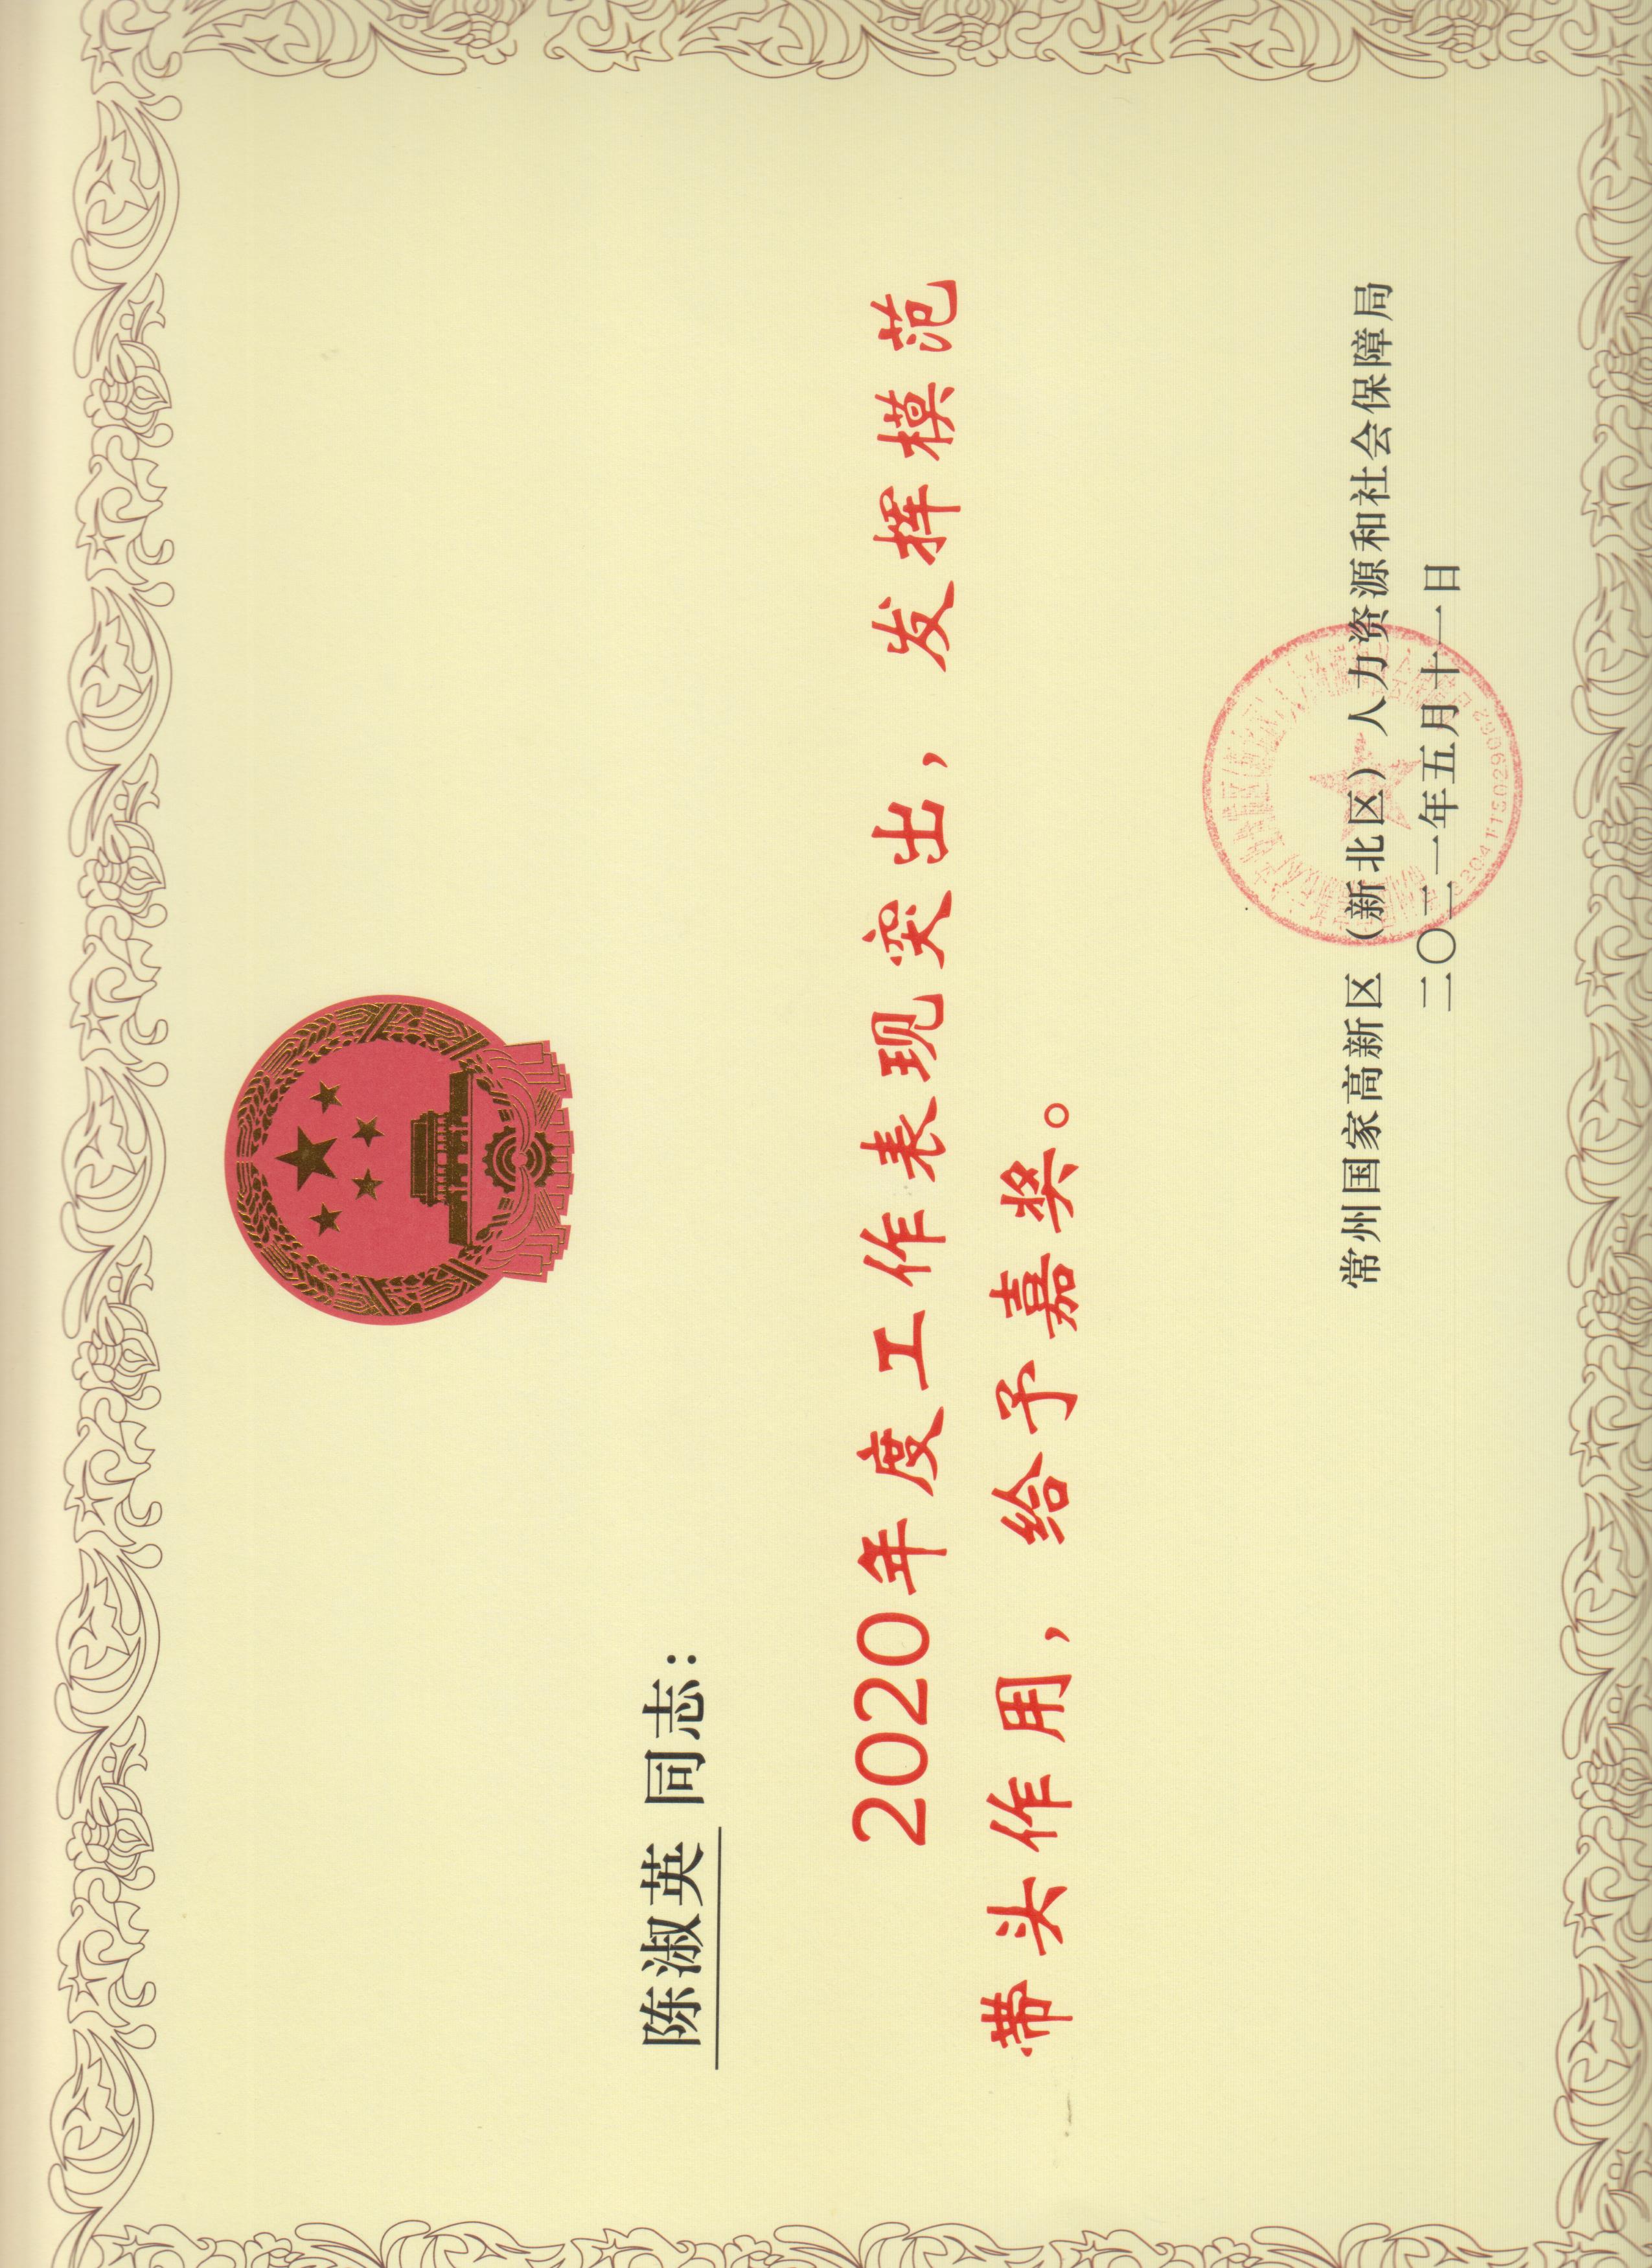 陈淑英 同志：
2020年度工作表现突出，发挥模范
带头作用，给予嘉奖。
常州国家高新区（新北区）人力资源和社会保障局
二〇二一年五月十一日